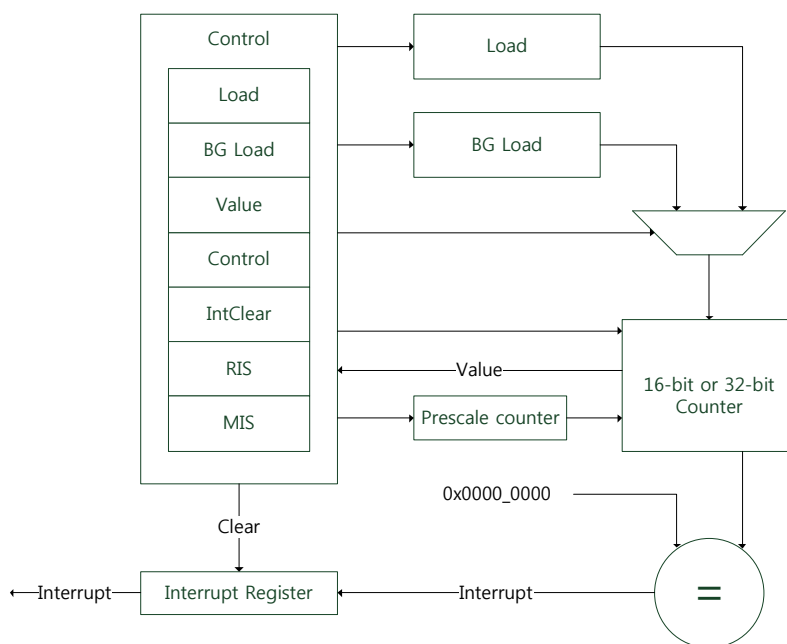 Control
Load
BG Load
Value
Control
IntClear
RIS
MIS
Load
BG Load
16-bit or 32-bit
Counter
Value
Prescale counter
0x0000_0000
Clear
Interrupt
Interrupt Register
Interrupt
=